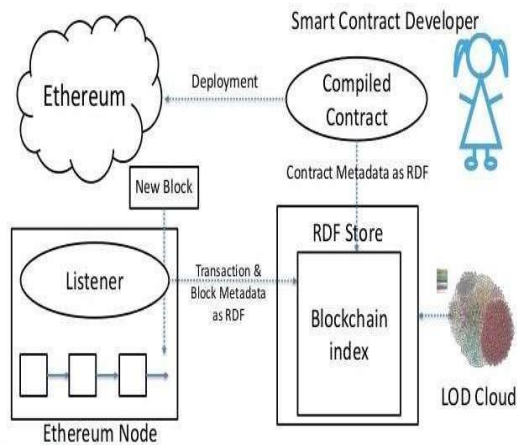 Smart Contract Developer
Ethereum
Deployment
Compiled
Contract
Contract Metadata as RDF
New Block
RDF Store
Listener
Transaction &
Block Metadata
as RDF
Blockchain
index
LOD Cloud
Ethereum Node